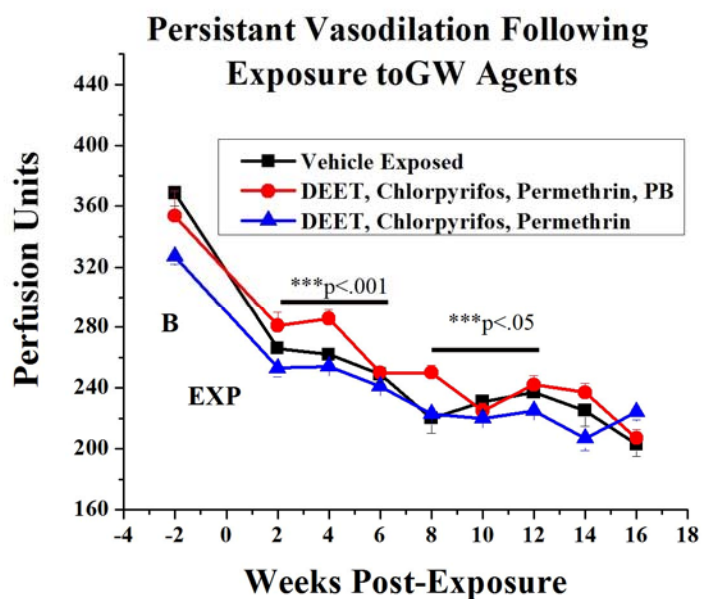 Persistant Vasodilation Following
Exposure toGW Agents
Perfusion Units
440
400
360
320
280
240
200
160
Vehicle Exposed
DEET, Chlorpyrifos, Permethrin, PB
DEET, Chlorpyrifos, Permethrin
***p<.001
***p<.05
B
EXP
-4 -2 0 2 4 6 8 10 12 14 16 18
Weeks Post-Exposure